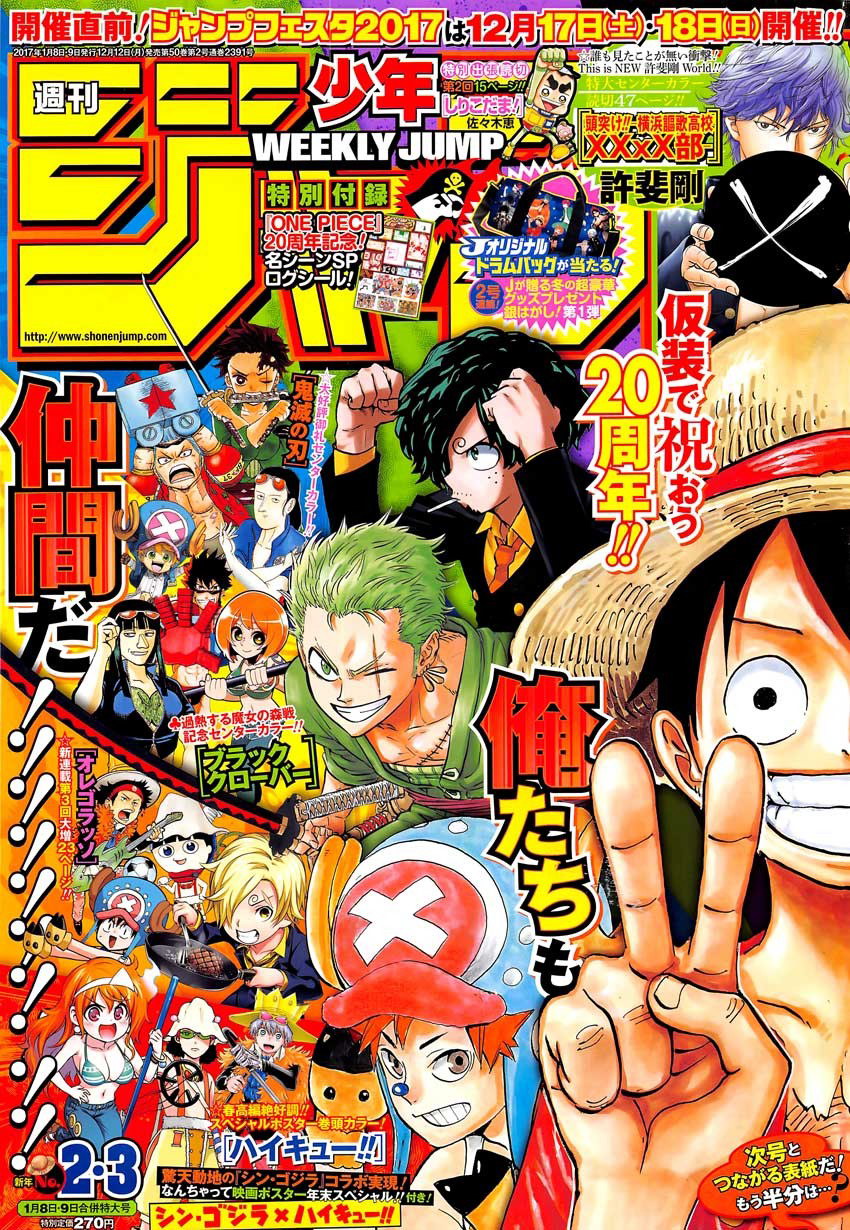 開催直前!ジャンプフェスタ2017は12月17日(土)・18日(日)開催!!
2017年1月8日・9日発行12月12日(月)発売第50巻第2号通巻2391号
週刊
少年
ジャンプ
WEEKLY JUMP
http://www.shonenjump.com
特別出張読切
第2回15ページ!!
しりこだま!
佐々木恵
☆誰も見たことが無い衝撃!
This is NEW 許斐剛 World!!
特大センターカラー
読切47ページ!!
頭突け!! 横浜謳歌高校
XXxX部
許斐剛
特別付録
『ONE PIECE』
20周年記念!
名シーンSP
ログシール!
Jオリジナル
ドラムバッグが当たる!
2号連続!
Jが贈る冬の超豪華
グッズプレゼント
銀はがし!第1弾
仮装で祝おう
20周年!!
☆大好評御礼センターカラー!!
[鬼滅の刃]
俺たちも
仲間だ!!!!!!!!!!
♣過熱する魔女の森戦
記念センターカラー!!
[ブラック
クローバー]
☆新連載第3回大増23ページ!!
[オレゴラッソ]
☆春高編絶好調!
スペシャルポスター巻頭カラー!
[ハイキュー!!]
驚天動地の『シン・ゴジラ』コラボ実現!
なんちゃって映画ポスター年末スペシャル!!付き!
シン・ゴジラ×ハイキュー!!
新年 No. 2・3
1月8日・9日合併特大号
特別定価270円
次号と
つながる表紙だ!
もう半分は…?